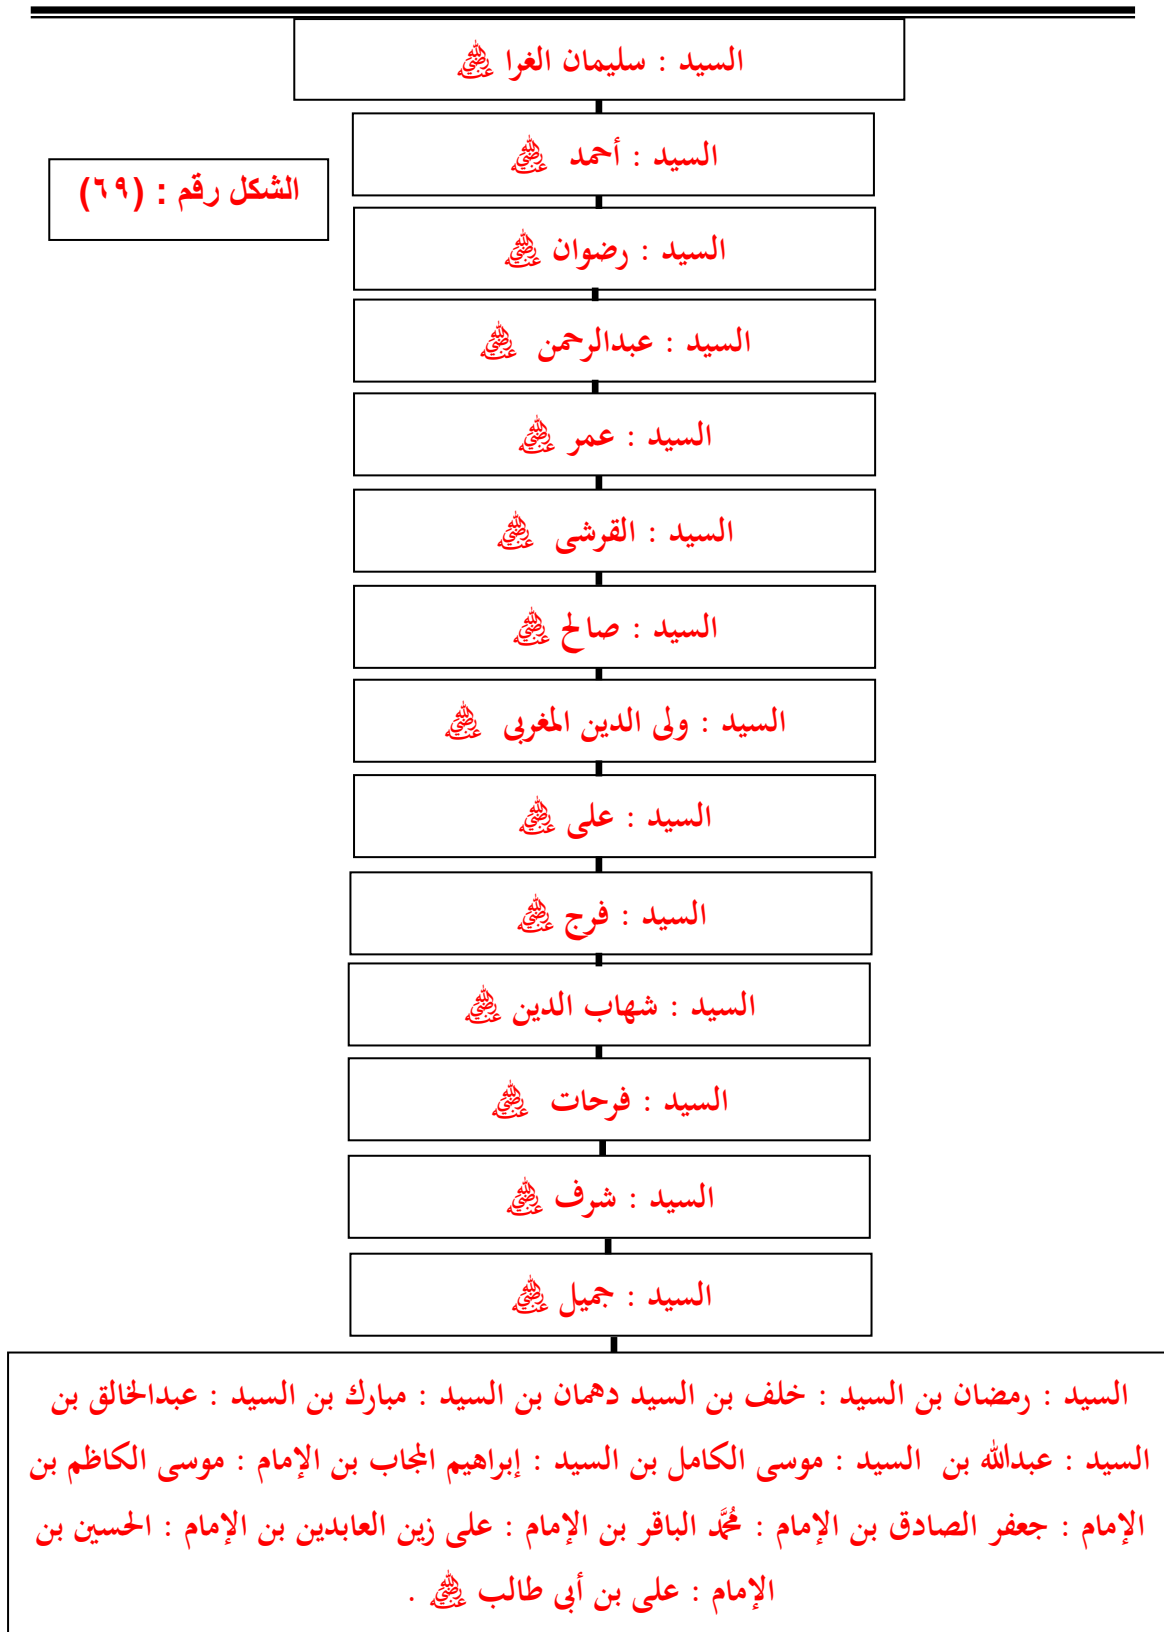 السيد : سليمان الغرا ﵁
السيد : أحمد ﵁
الشكل رقم : (٦٩)
السيد : رضوان ﵁
السيد : عبدالرحمن ﵁
السيد : عمر ﵁
السيد : القرشى ﵁
السيد : صالح ﵁
السيد : ولى الدين المغربى ﵁
السيد : على ﵁
السيد : فرج ﵁
السيد : شهاب الدين ﵁
السيد : فرحات ﵁
السيد : شرف ﵁
السيد : جميل ﵁
السيد : رمضان بن السيد : خلف بن السيد دهمان بن السيد : مبارك بن السيد : عبدالخالق بن
السيد : عبدالله بن السيد : موسى الكامل بن السيد : إبراهيم المجاب بن الإمام : موسى الكاظم بن
الإمام : جعفر الصادق بن الإمام : مُحَمَّد الباقر بن الإمام : على زين العابدين بن الإمام : الحسين بن
الإمام : على بن أبى طالب ﵁ .